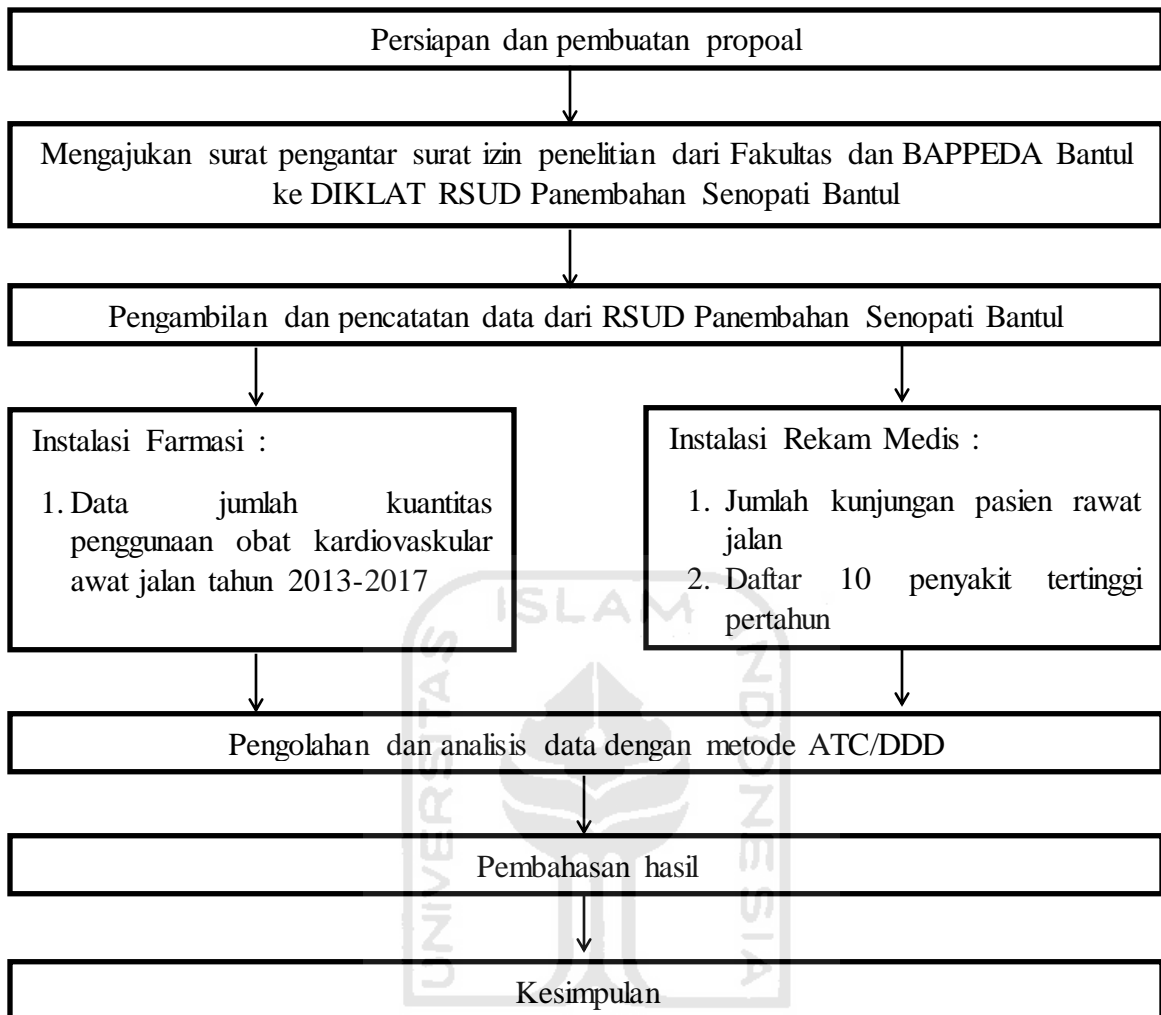 Persiapan dan pembuatan propoal
Mengajukan surat pengantar surat izin penelitian dari Fakultas dan BAPPEDA Bantul
ke DIKLAT RSUD Panembahan Senopati Bantul
Pengambilan dan pencatatan data dari RSUD Panembahan Senopati Bantul
Instalasi Farmasi :
1. Data jumlah kuantitas
penggunaan obat kardiovaskular
awat jalan tahun 2013-2017
Instalasi Rekam Medis :
1. Jumlah kunjungan pasien rawat
jalan
2. Daftar 10 penyakit tertinggi
pertahun
Pengolahan dan analisis data dengan metode ATC/DDD
Pembahasan hasil
Kesimpulan
UNIVERSITAS
ISLAM
INDONESIA